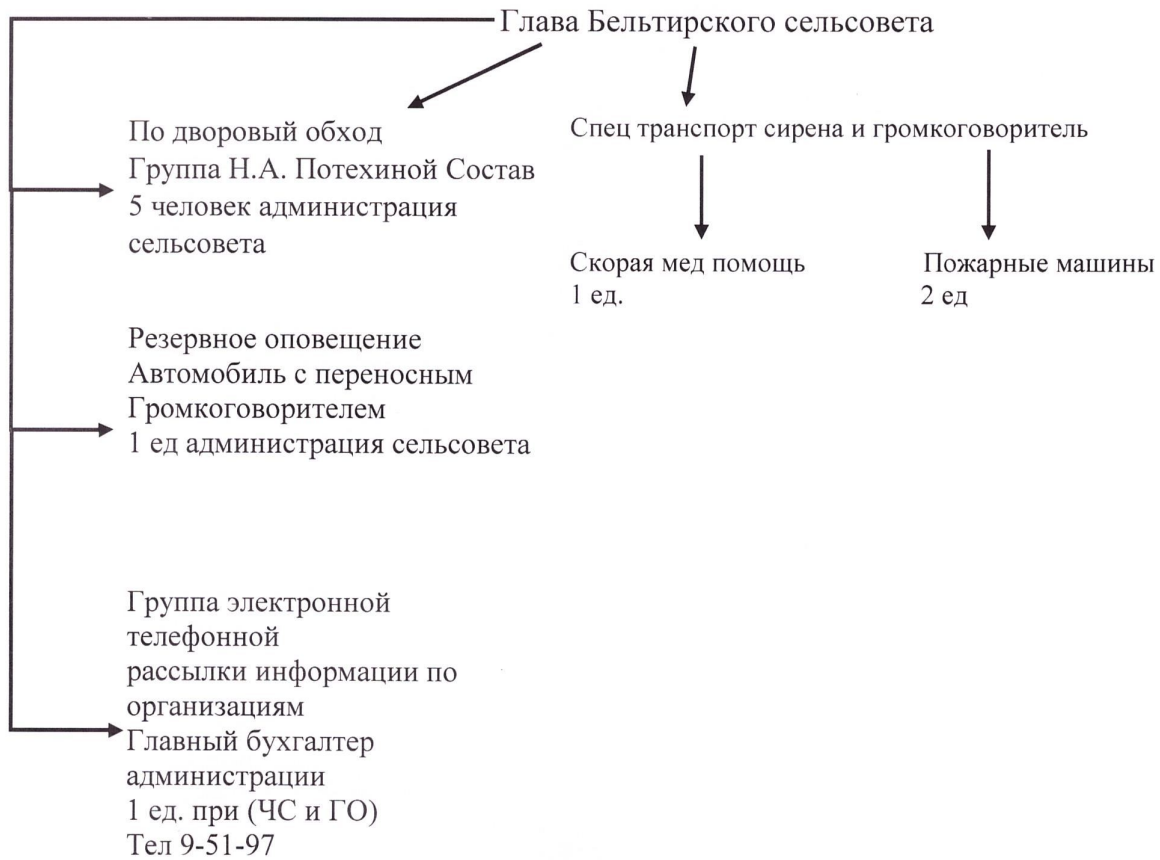 Глава Бельтирского сельсовета
По дворовый обход
Группа Н.А. Потехиной Состав
5 человек администрация
сельсовета
Спец транспорт сирена и громкоговоритель
Скорая мед помощь
1 ед.
Пожарные машины
2 ед
Резервное оповещение
Автомобиль с переносным
Громкоговорителем
1 ед администрация сельсовета
Группа электронной
телефонной
рассылки информации по
организациям
Главный бухгалтер
администрации
1 ед. при (ЧС и ГО)
Тел 9-51-97